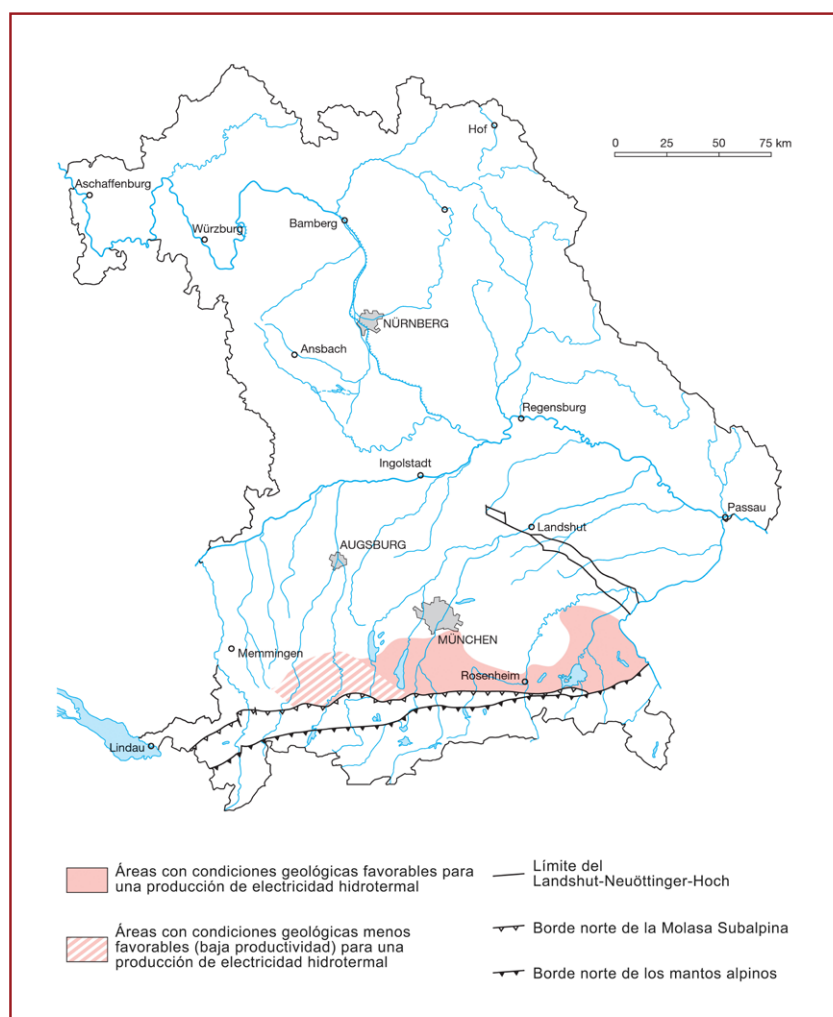 Hof
0 25 50 75 km
Aschaffenburg
Würzburg
Bamberg
NÜRNBERG
Ansbach
Regensburg
Ingolstadt
Passau
Landshut
AUGSBURG
MÜNCHEN
Memmingen
Rosenheim
Lindau
Áreas con condiciones geológicas favorables para
una producción de electricidad hidrotermal
Áreas con condiciones geológicas menos
favorables (baja productividad) para una
producción de electricidad hidrotermal
Límite del
Landshut-Neuöttinger-Hoch
Borde norte de la Molasa Subalpina
Borde norte de los mantos alpinos